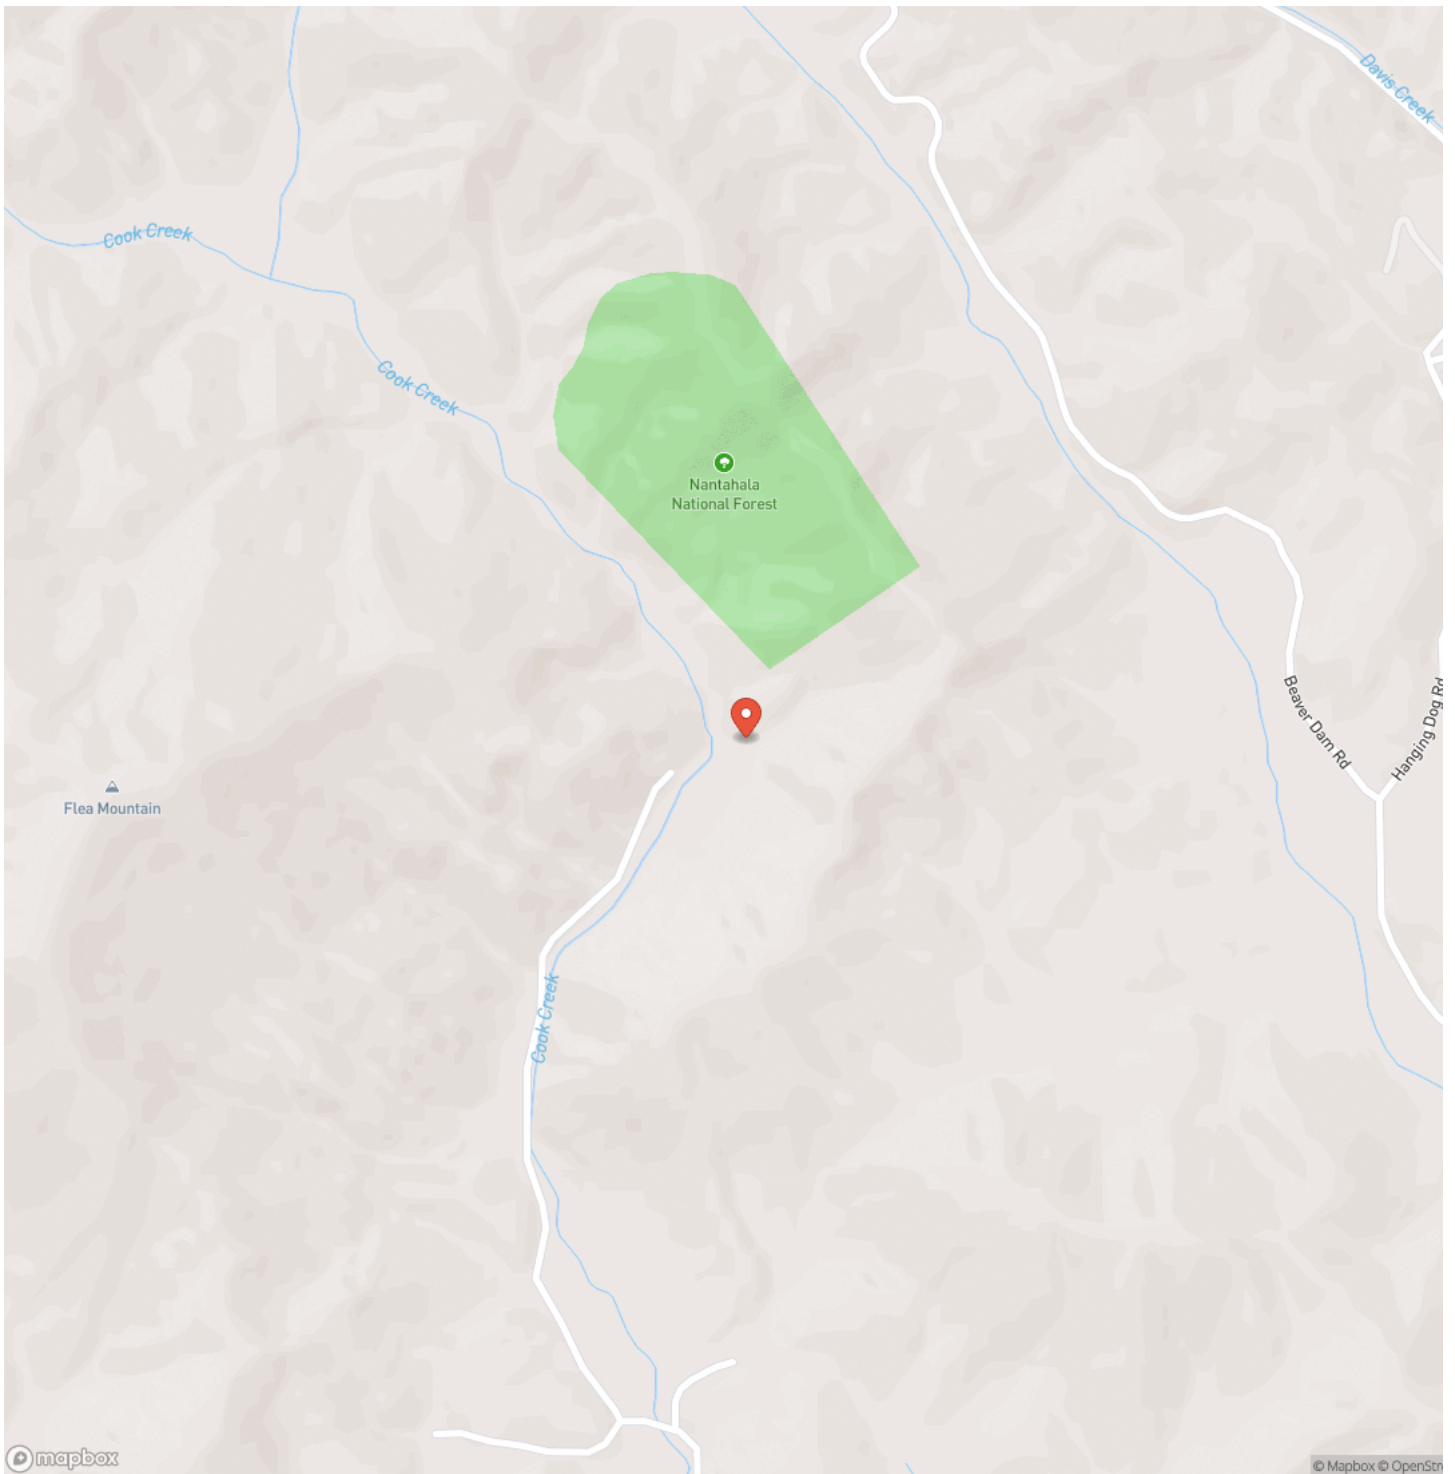 Davis Creek
Cook Creek
Cook Creek
Nantahala
National Forest
Beaver Dam Rd
Hanging Dog Rd
Flea Mountain
Cook Creek
mapbox
© Mapbox © OpenStre